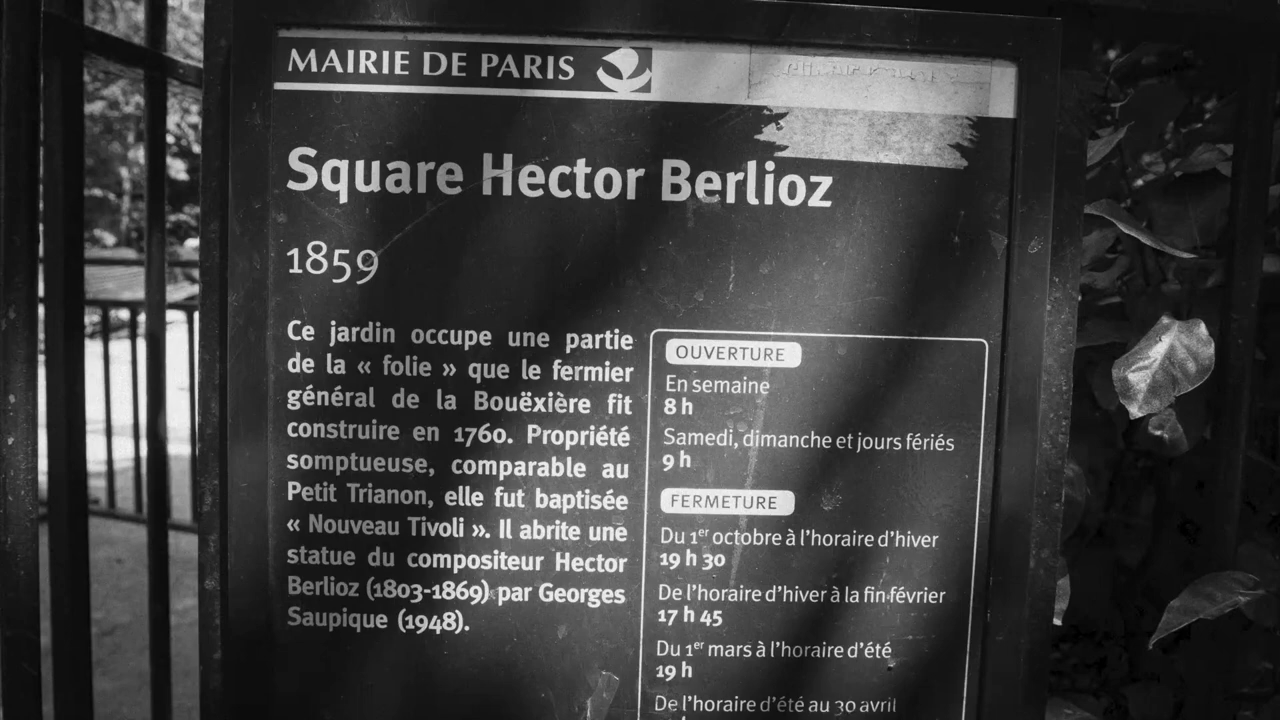 MAIRIE DE PARIS
Square Hector Berlioz
1859
Ce jardin occupe une partie
de la « folie » que le fermier
général de la Bouëxière fit
construire en 1760. Propriété
somptueuse, comparable au
Petit Trianon, elle fut baptisée
« Nouveau Tivoli ». Il abrite une
statue du compositeur Hector
Berlioz (1803-1869) par Georges
Saupique (1948).
OUVERTURE
En semaine
8 h
Samedi, dimanche et jours fériés
9 h
FERMETURE
Du 1er octobre à l'horaire d'hiver
19 h 30
De l'horaire d'hiver à la fin février
17 h 45
Du 1er mars à l'horaire d'été
19 h
De l'horaire d'été au 30 avril